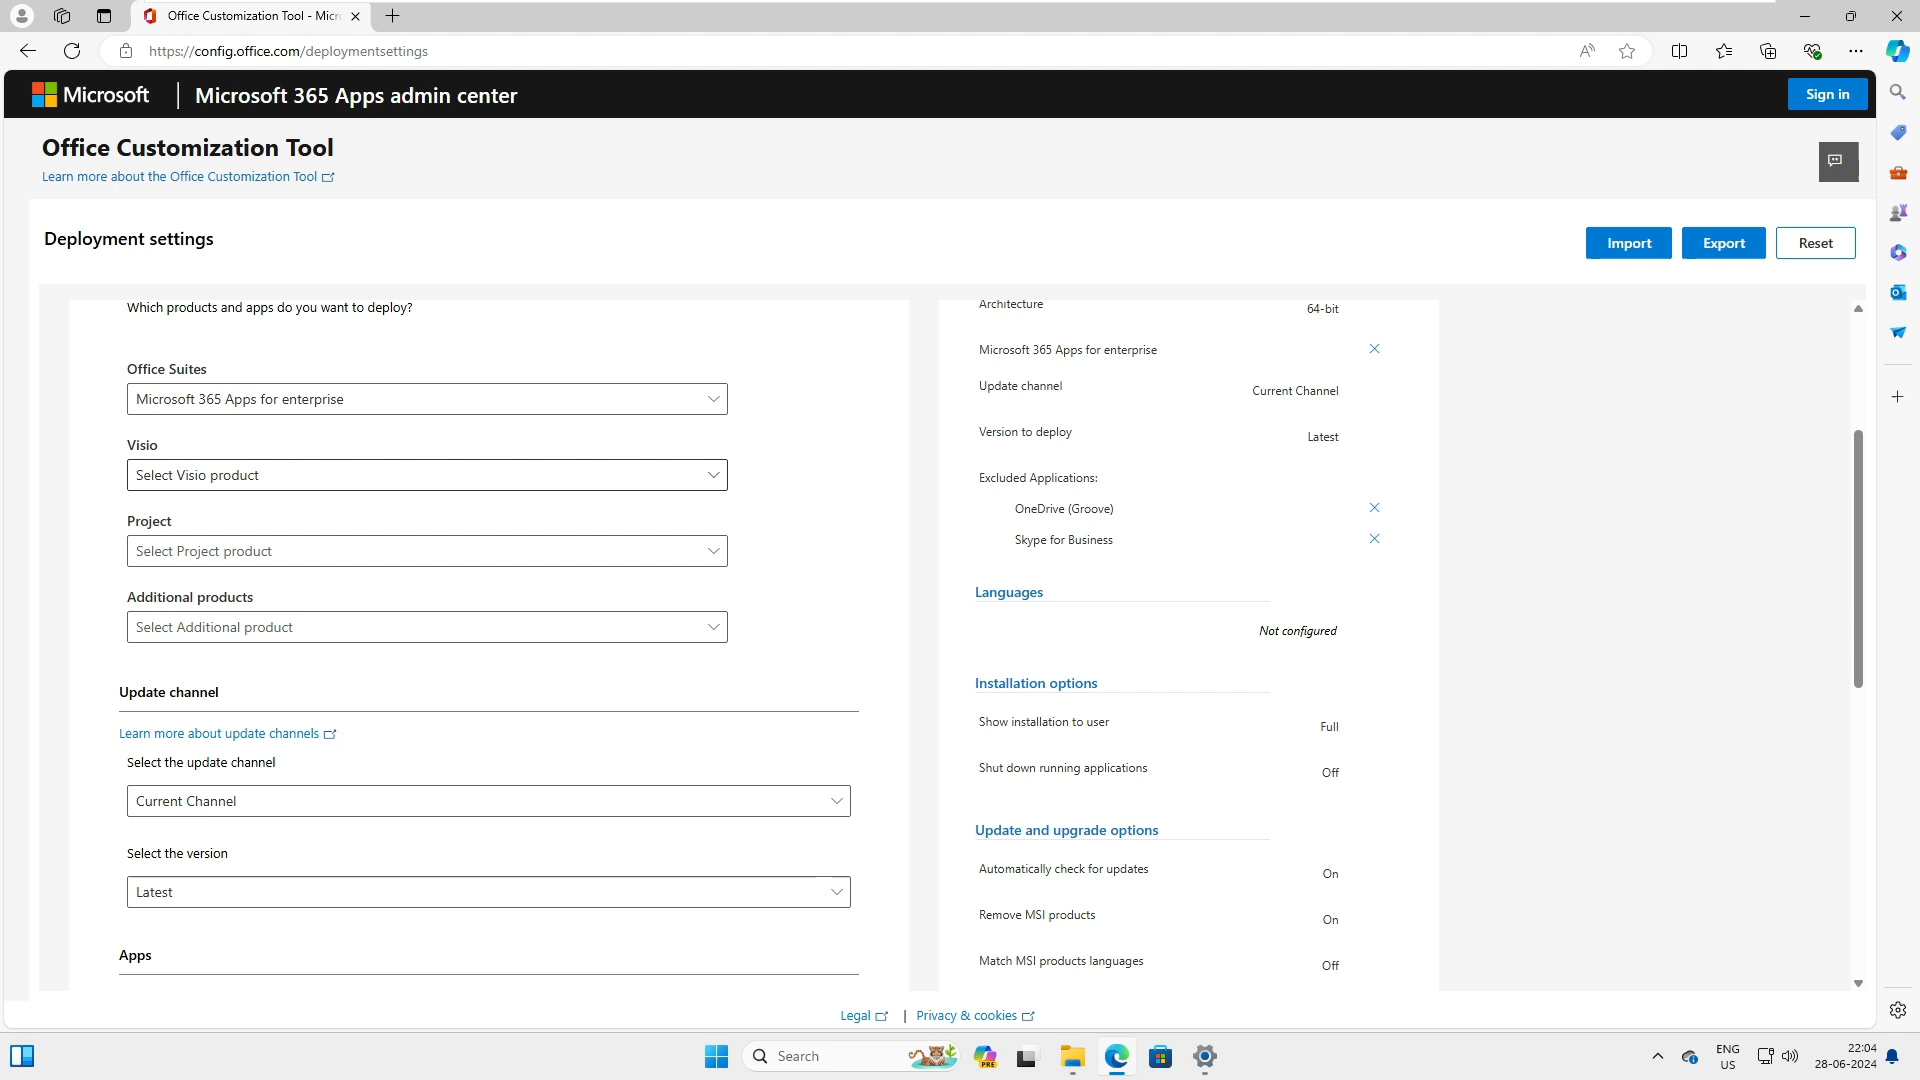 Office Customization Tool - Micr
https://config.office.com/deploymentsettings
Microsoft
Microsoft 365 Apps admin center
Sign in
Office Customization Tool
Learn more about the Office Customization Tool
Deployment settings
Import
Export
Reset
Which products and apps do you want to deploy?
Office Suites
Microsoft 365 Apps for enterprise
Visio
Select Visio product
Project
Select Project product
Additional products
Select Additional product
Update channel
Learn more about update channels
Select the update channel
Current Channel
Select the version
Latest
Apps
Architecture
64-bit
Microsoft 365 Apps for enterprise
Update channel
Current Channel
Version to deploy
Latest
Excluded Applications:
OneDrive (Groove)
Skype for Business
Languages
Not configured
Installation options
Show installation to user
Full
Shut down running applications
Off
Update and upgrade options
Automatically check for updates
On
Remove MSI products
On
Match MSI products languages
Off
Legal
| Privacy & cookies
Search
PRE
ENG
US
22:04
28-06-2024